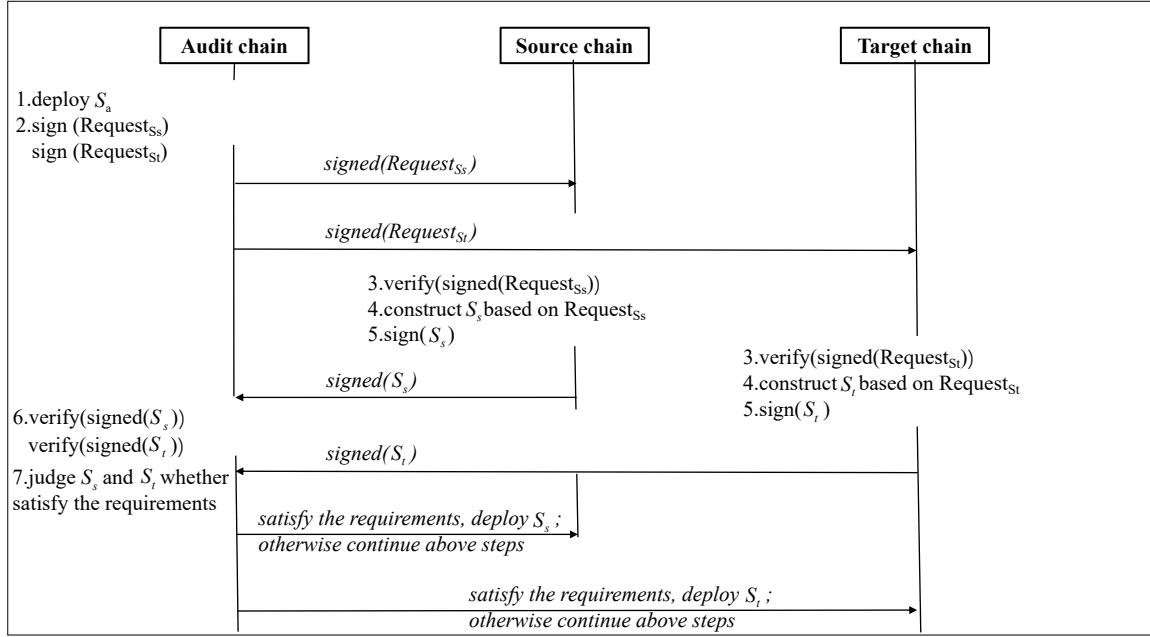 Audit chain
Source chain
Target chain
1.deploy Sa
2.sign (RequestSs)
sign (RequestSt)
signed(RequestSs)
signed(RequestSt)
3.verify(signed(RequestSs))
4.construct Ss based on RequestSs
5.sign(Ss)
3.verify(signed(RequestSt))
4.construct St based on RequestSt
5.sign(St)
signed(Ss)
6.verify(signed(Ss))
verify(signed(St))
signed(St)
7.judge Ss and St whether
satisfy the requirements
satisfy the requirements, deploy Ss ;
otherwise continue above steps
satisfy the requirements, deploy St ;
otherwise continue above steps